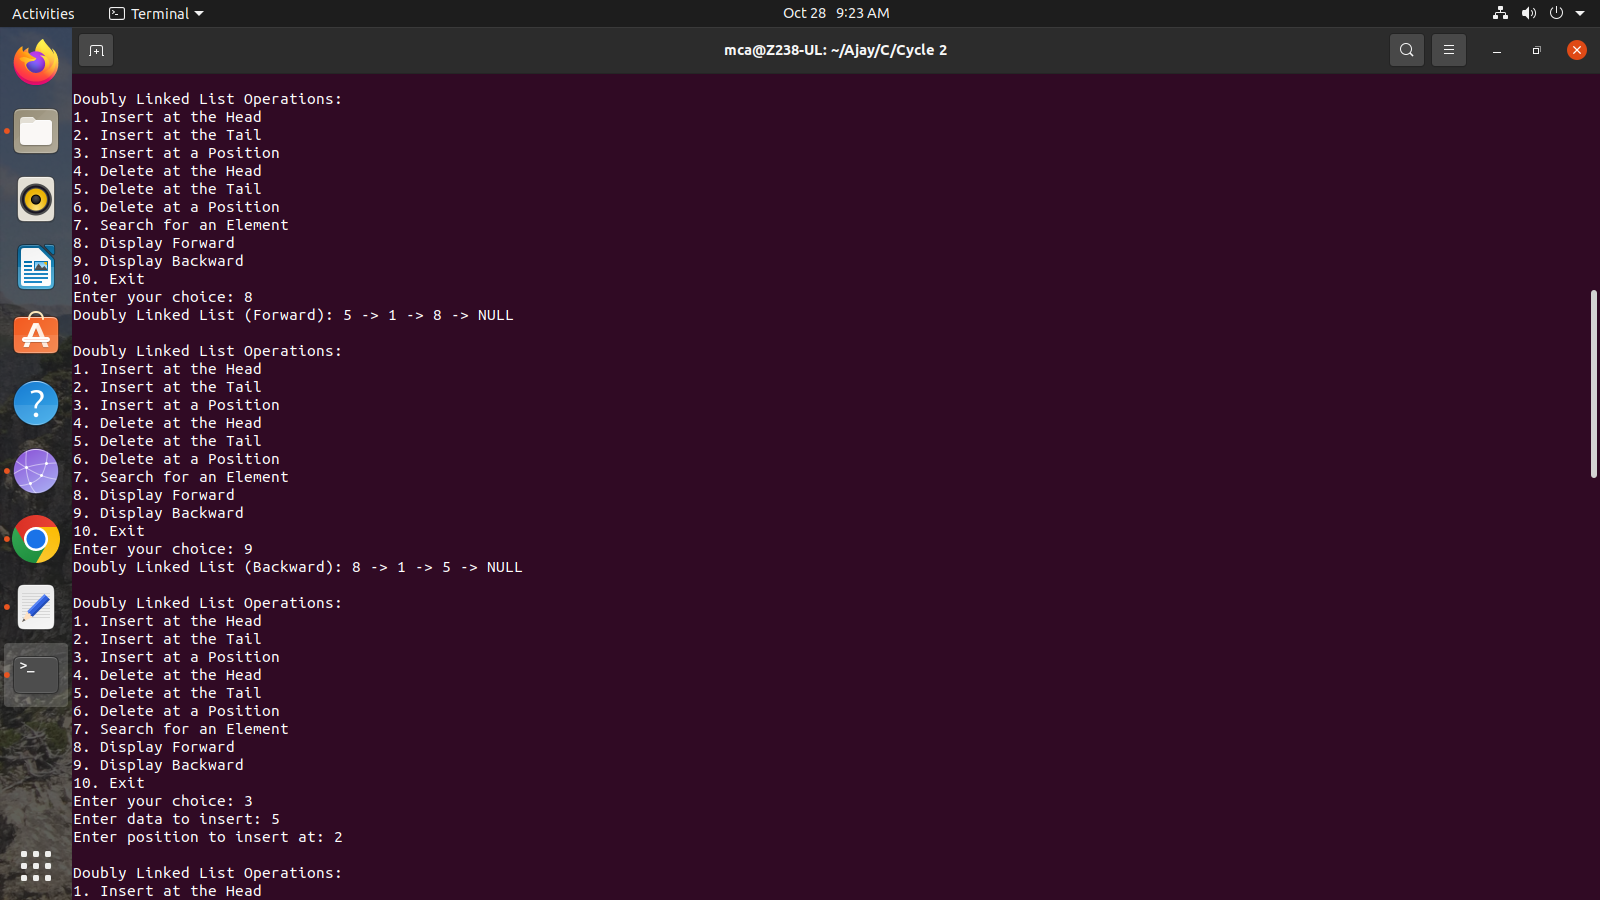 Activities
Terminal
Oct 28 9:23 AM
mca@Z238-UL: ~/Ajay/C/Cycle 2
Doubly Linked List Operations:
1. Insert at the Head
2. Insert at the Tail
3. Insert at a Position
4. Delete at the Head
5. Delete at the Tail
6. Delete at a Position
7. Search for an Element
8. Display Forward
9. Display Backward
10. Exit
Enter your choice: 8
Doubly Linked List (Forward): 5 -> 1 -> 8 -> NULL
Doubly Linked List Operations:
1. Insert at the Head
2. Insert at the Tail
3. Insert at a Position
4. Delete at the Head
5. Delete at the Tail
6. Delete at a Position
7. Search for an Element
8. Display Forward
9. Display Backward
10. Exit
Enter your choice: 9
Doubly Linked List (Backward): 8 -> 1 -> 5 -> NULL
Doubly Linked List Operations:
1. Insert at the Head
2. Insert at the Tail
3. Insert at a Position
4. Delete at the Head
5. Delete at the Tail
6. Delete at a Position
7. Search for an Element
8. Display Forward
9. Display Backward
10. Exit
Enter your choice: 3
Enter data to insert: 5
Enter position to insert at: 2
Doubly Linked List Operations:
1. Insert at the Head